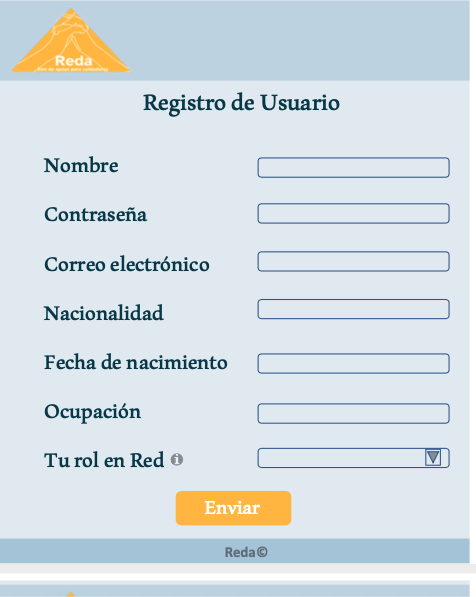 Reda
Red de apoyo para cuidadores
Registro de Usuario
Nombre
Contraseña
Correo electrónico
Nacionalidad
Fecha de nacimiento
Ocupación
Tu rol en Red
Enviar
Reda©